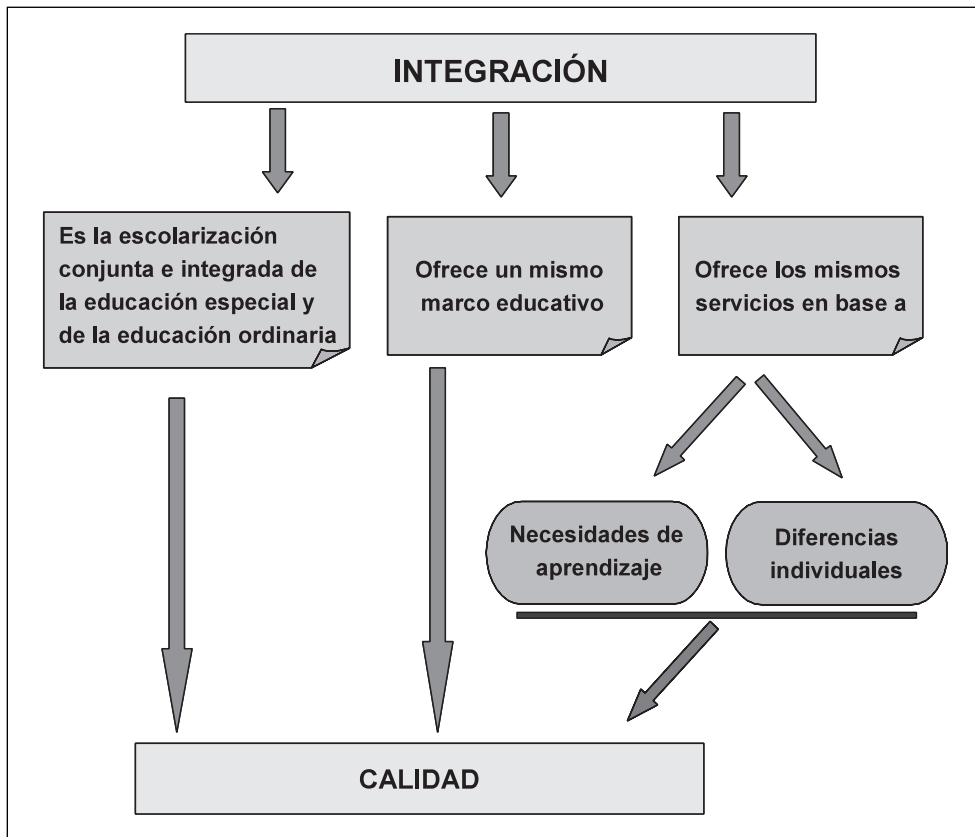 INTEGRACIÓN
Es la escolarización
conjunta e integrada de
la educación especial y
de la educación ordinaria
Ofrece un mismo
marco educativo
Ofrece los mismos
servicios en base a
Necesidades de
aprendizaje
Diferencias
individuales
CALIDAD